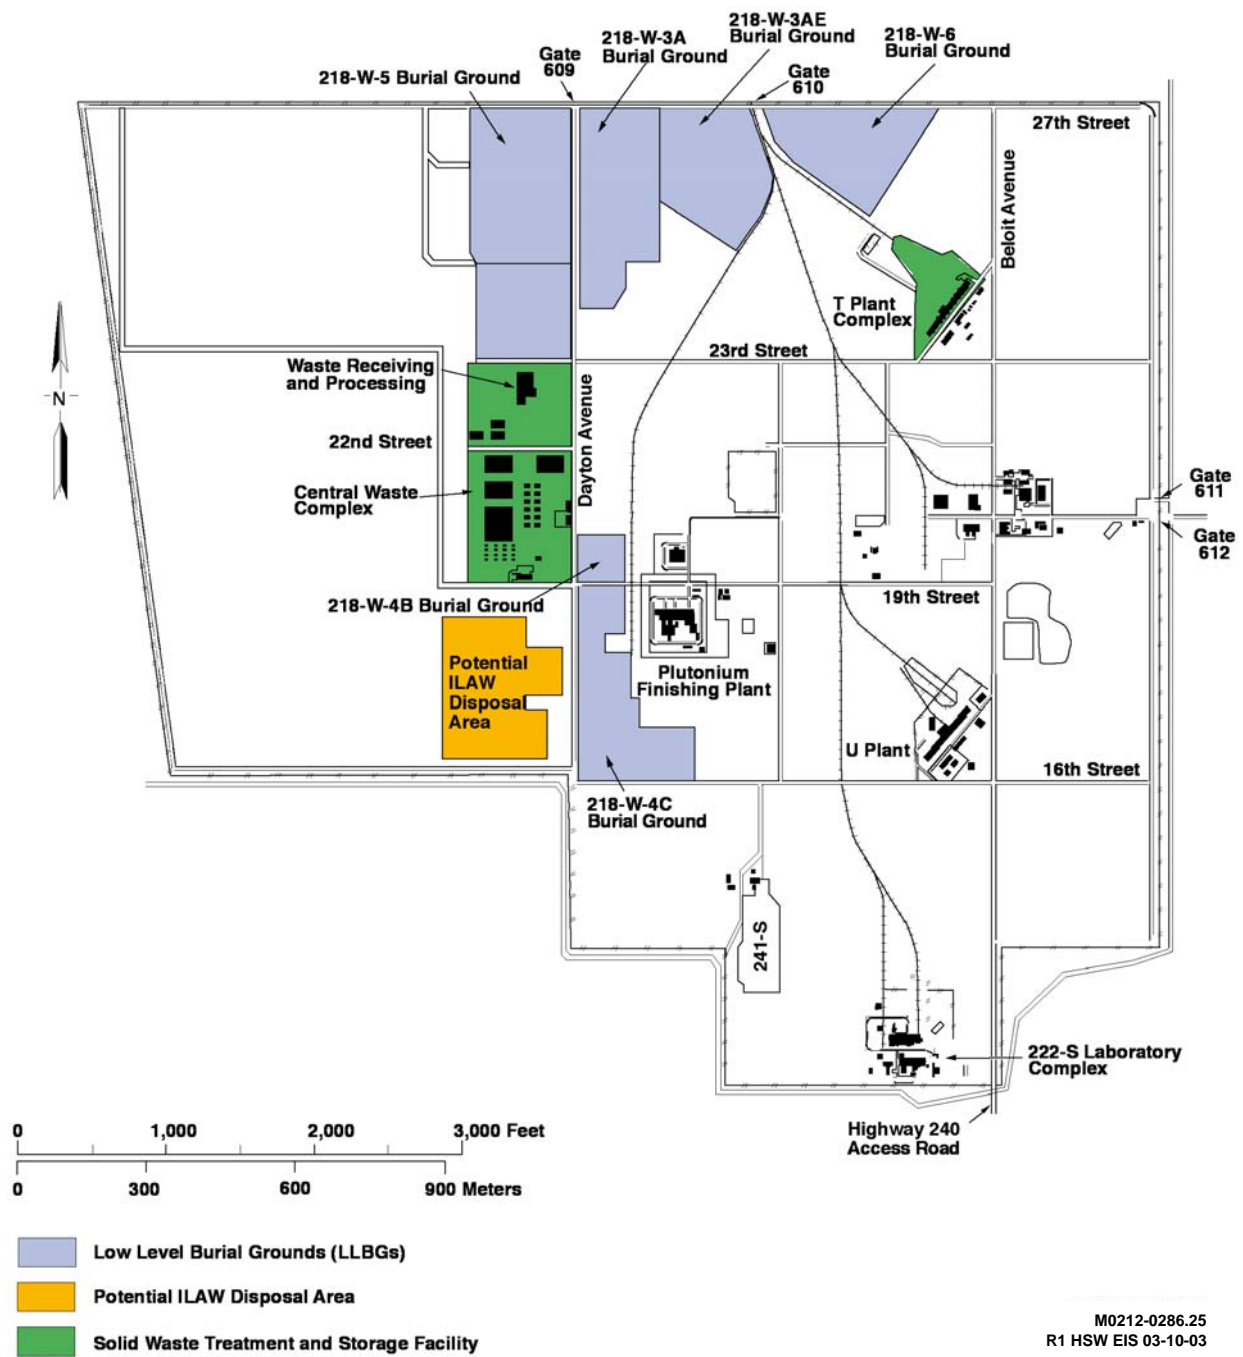 218-W-3AE
Burial Ground
218-W-3A
Burial Ground
218-W-6
Burial Ground
Gate
609
Gate
610
218-W-5 Burial Ground
27th Street
Beloit Avenue
T Plant
Complex
23rd Street
Waste Receiving
and Processing
N
Dayton Avenue
22nd Street
Central Waste
Complex
Gate
611
Gate
612
218-W-4B Burial Ground
19th Street
Potential
ILAW
Disposal
Area
Plutonium
Finishing Plant
U Plant
16th Street
218-W-4C
Burial Ground
241-S
222-S Laboratory
Complex
Highway 240
Access Road
0 1,000 2,000 3,000 Feet
0 300 600 900 Meters
Low Level Burial Grounds (LLBGs)
Potential ILAW Disposal Area
Solid Waste Treatment and Storage Facility
M0212-0286.25
R1 HSW EIS 03-10-03